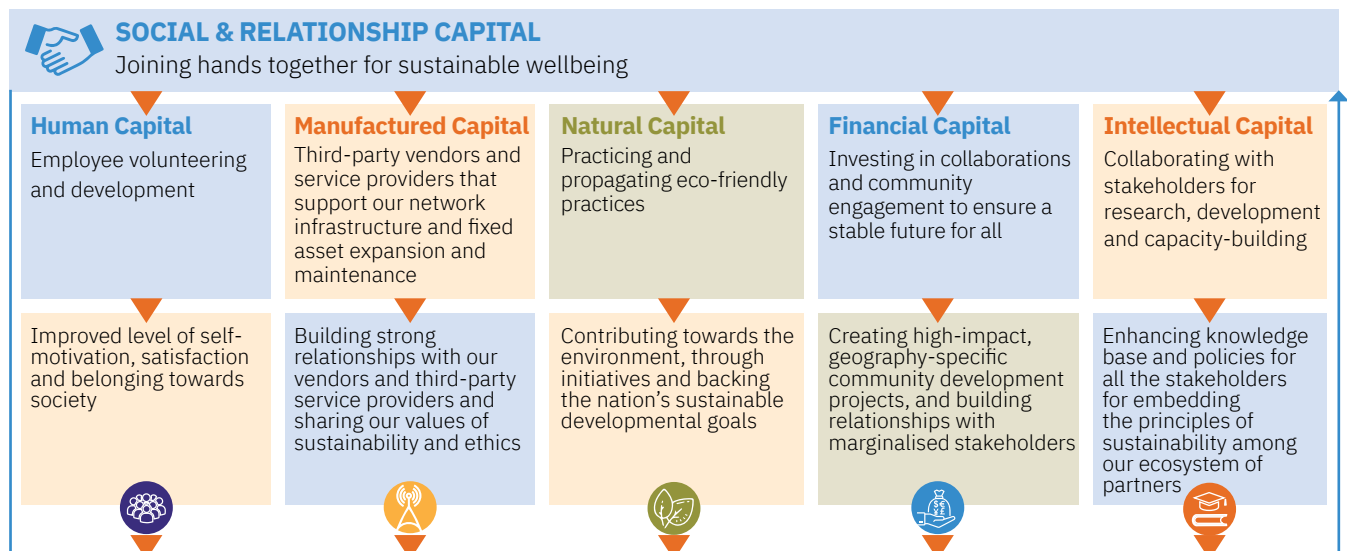 SOCIAL & RELATIONSHIP CAPITAL
Joining hands together for sustainable wellbeing
Human Capital
Employee volunteering
and development
Manufactured Capital
Third-party vendors and
service providers that
support our network
infrastructure and fixed
asset expansion and
maintenance
Natural Capital
Practicing and
propagating eco-friendly
practices
Financial Capital
Investing in collaborations
and community
engagement to ensure a
stable future for all
Intellectual Capital
Collaborating with
stakeholders for
research, development
and capacity-building
Improved level of self-
motivation, satisfaction
and belonging towards
society
Building strong
relationships with our
vendors and third-party
service providers and
sharing our values of
sustainability and ethics
Contributing towards the
environment, through
initiatives and backing
the nation's sustainable
developmental goals
Creating high-impact,
geography-specific
community development
projects, and building
relationships with
marginalised stakeholders
Enhancing knowledge
base and policies for
all the stakeholders
for embedding
the principles of
sustainability among
our ecosystem of
partners